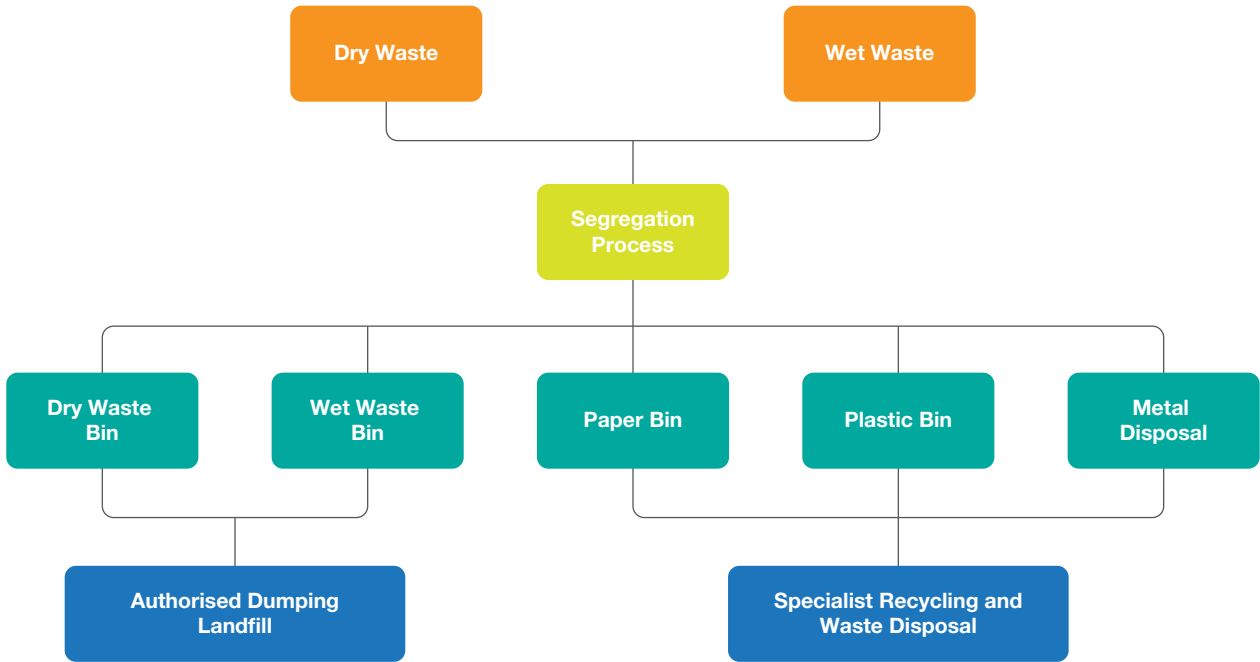 Dry Waste
Wet Waste
Segregation
Process
Dry Waste
Bin
Wet Waste
Bin
Paper Bin
Plastic Bin
Metal
Disposal
Authorised Dumping
Landfill
Specialist Recycling and
Waste Disposal